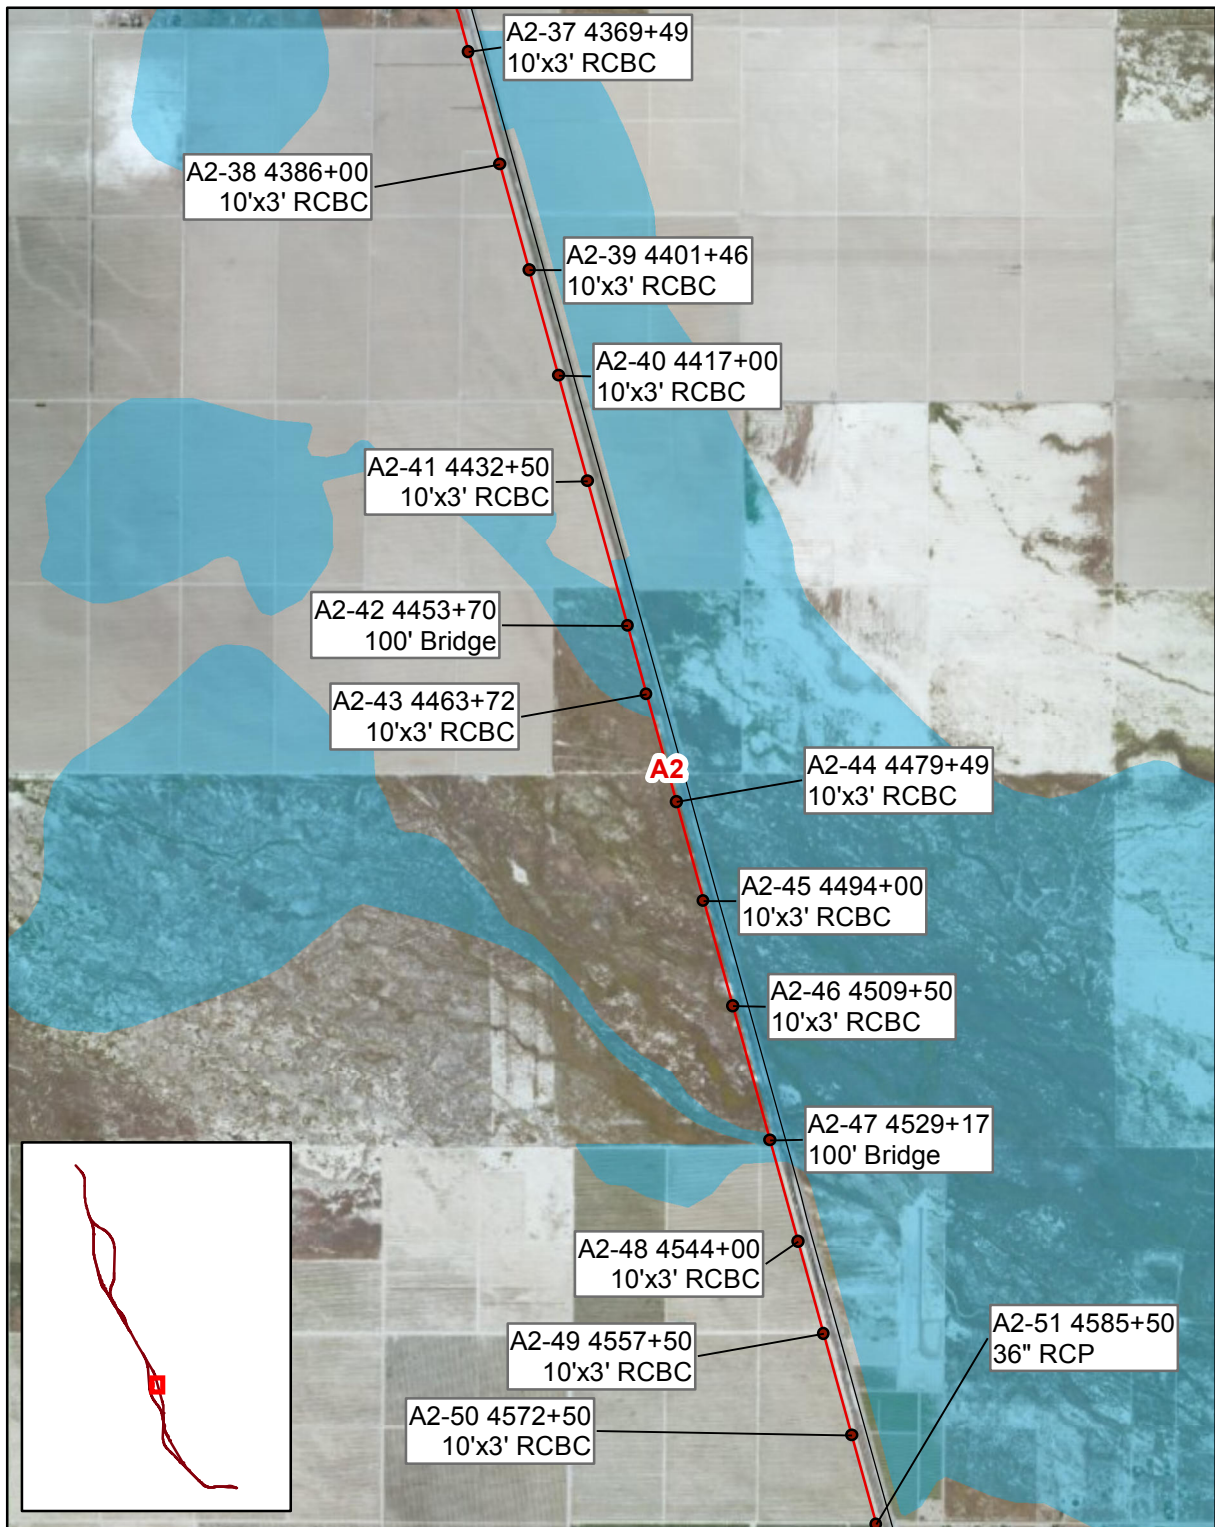 A2-37 4369+49
10'x3' RCBC
A2-38 4386+00
10'x3' RCBC
A2-39 4401+46
10'x3' RCBC
A2-40 4417+00
10'x3' RCBC
A2-41 4432+50
10'x3' RCBC
A2-42 4453+70
100' Bridge
A2-43 4463+72
10'x3' RCBC
A2
A2-44 4479+49
10'x3' RCBC
A2-45 4494+00
10'x3' RCBC
A2-46 4509+50
10'x3' RCBC
A2-47 4529+17
100' Bridge
A2-48 4544+00
10'x3' RCBC
A2-49 4557+50
10'x3' RCBC
A2-51 4585+50
36" RCP
A2-50 4572+50
10'x3' RCBC